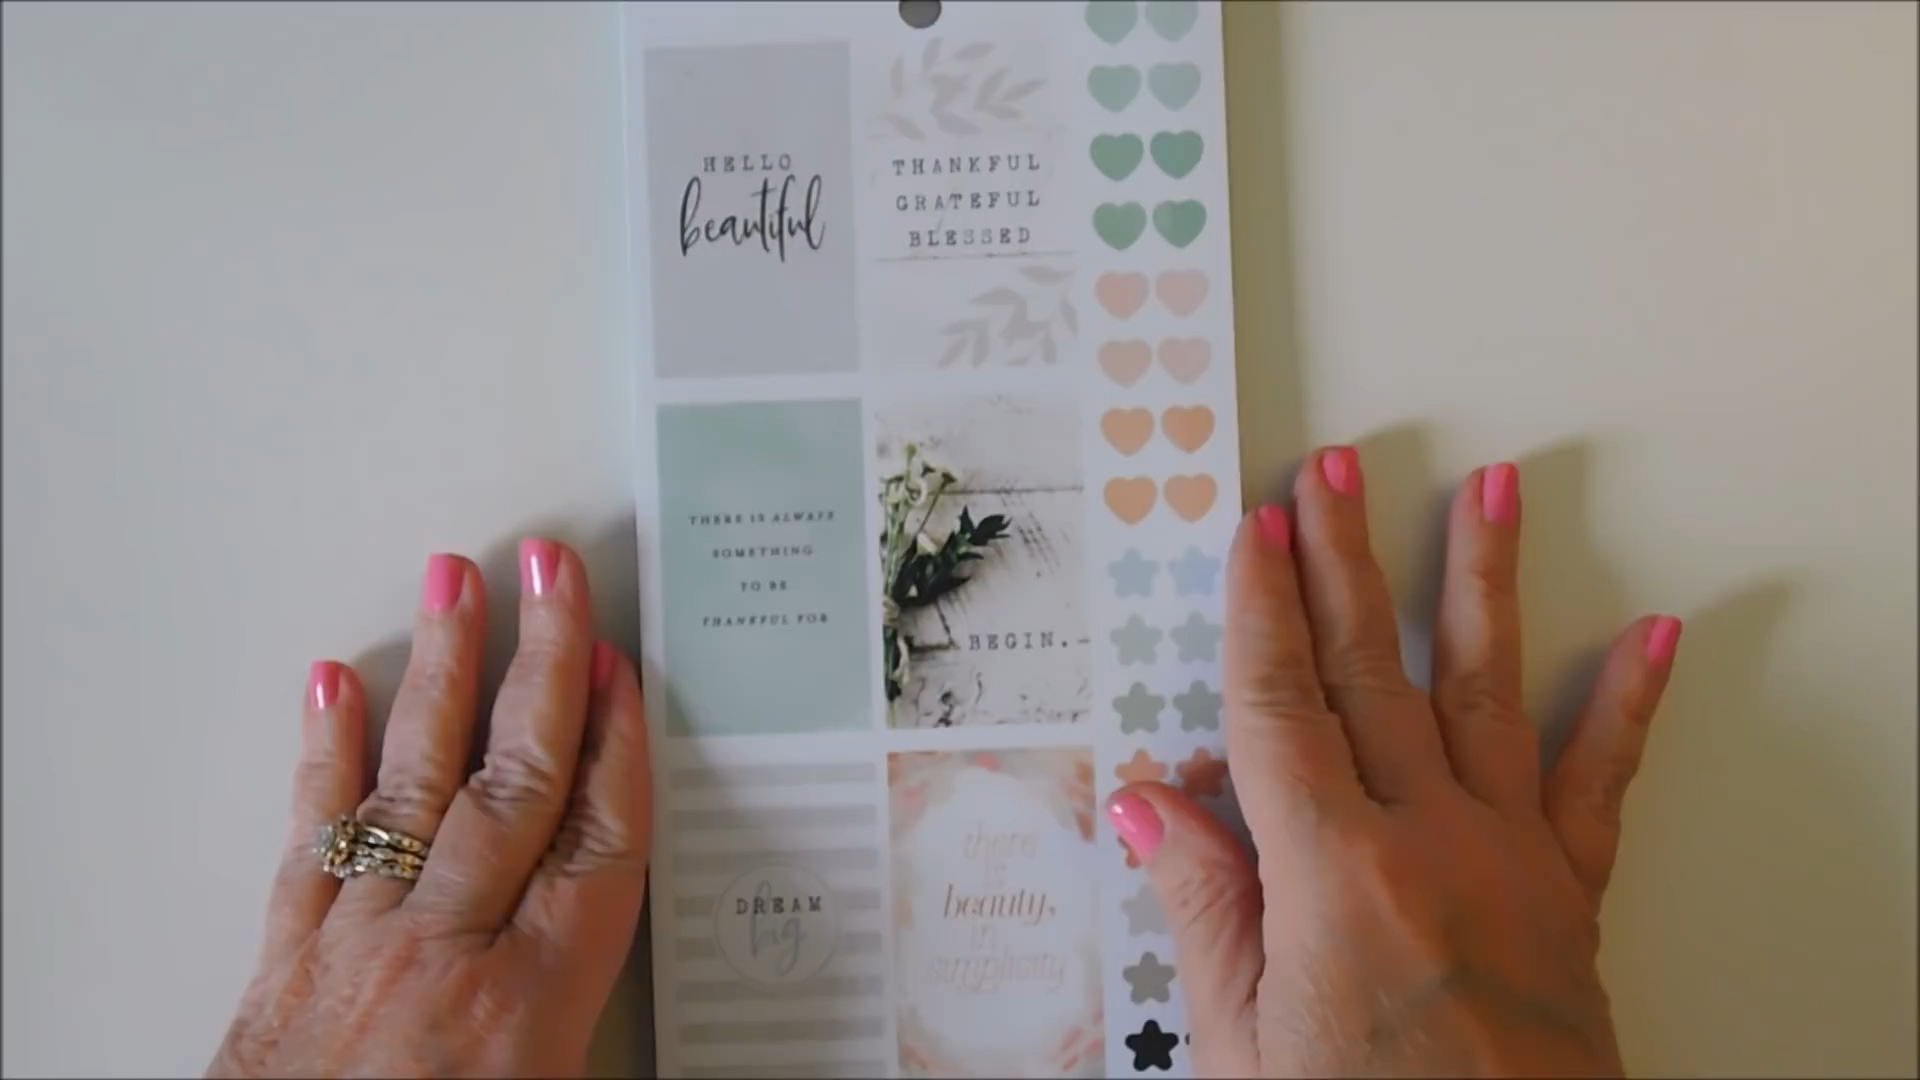 HELLO
beautiful
THANKFUL
GRATEFUL
BLESSED
THERE IS ALWAYS
SOMETHING
TO BE
THANKFUL FOR
BEGIN.
DREAM
big
there
is
beauty,
in
simplicity